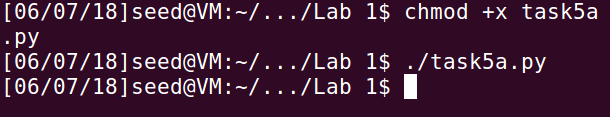 [06/07/18]seed@VM:~/.../Lab 1$ chmod +x task5a
.py
[06/07/18]seed@VM:~/.../Lab 1$ ./task5a.py
[06/07/18]seed@VM:~/.../Lab 1$